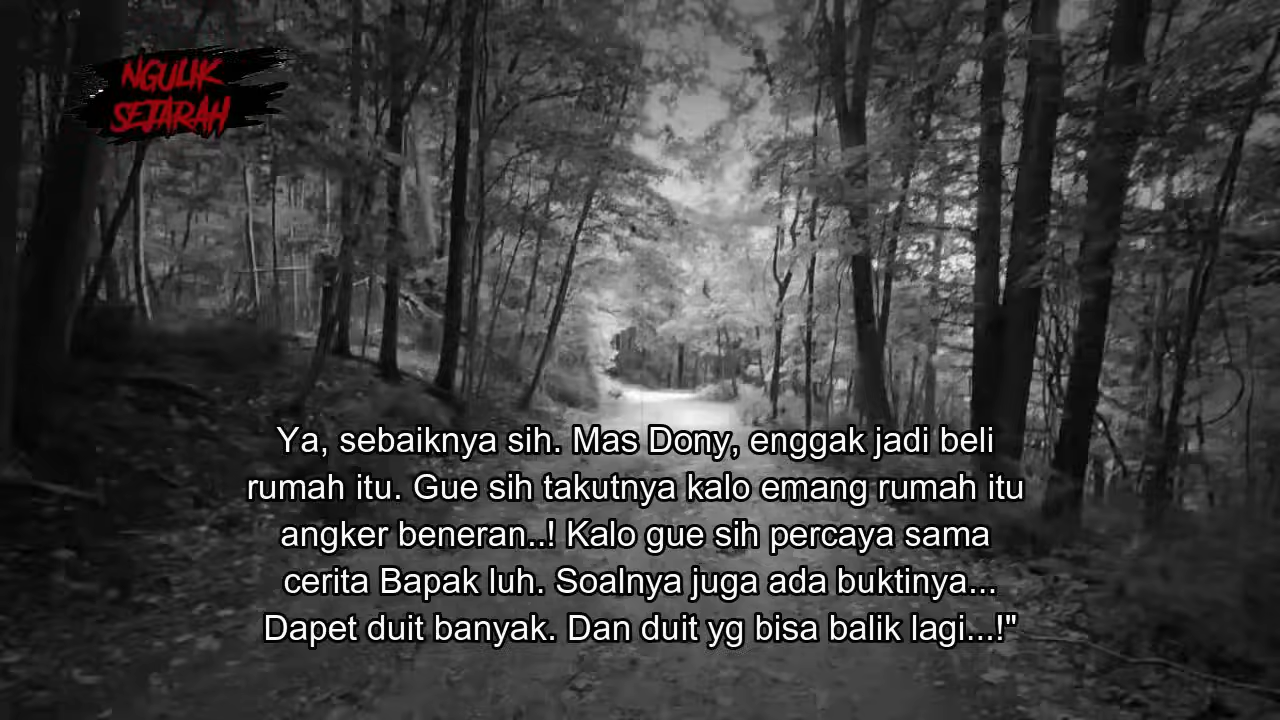 NGULIK
SEJARAH
Ya, sebaiknya sih. Mas Dony, enggak jadi beli
rumah itu. Gue sih takutnya kalo emang rumah itu
angker beneran..! Kalo gue sih percaya sama
cerita Bapak luh. Soalnya juga ada buktinya...
Dapet duit banyak. Dan duit yg bisa balik lagi...!"